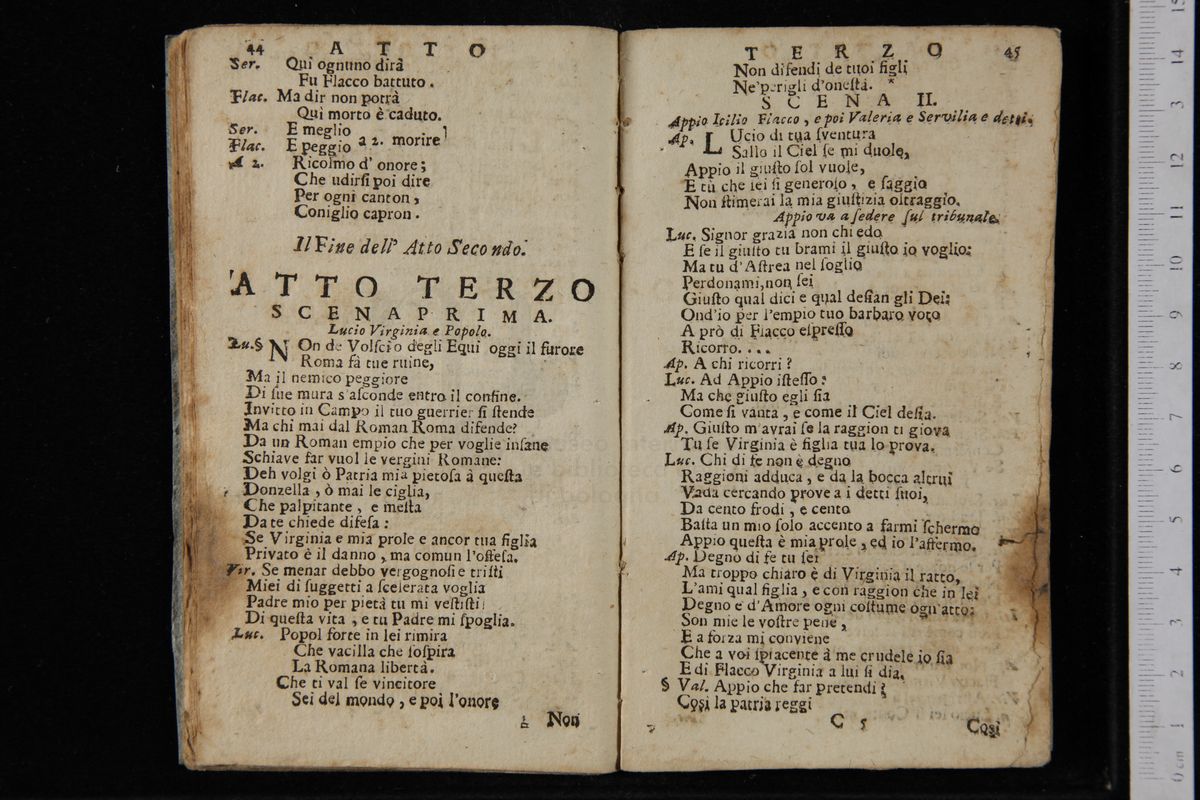 44 ATTO
Ser. Qui ognuno dirà
Fu Flacco battuto.
Flac. Ma dir non potrà
Qui morto è caduto.
Ser. E meglio
Flac. E peggio a 2. morire
A 2. Ricolmo d'onore;
Che udirſi poi dire
Per ogni canton,
Coniglio capron.
Il Fine dell' Atto Secondo.
ATTO TERZO
SCENA PRIMA.
Lucio Virginia e Popolo.
Lu.§ NOn de Volſci o degli Equi oggi il furore
Roma fà tue ruine,
Ma il nemico peggiore
Di ſue mura s'aſconde entro il confine.
Invitto in Campo il tuo guerrier ſi ſtende
Ma chi mai dal Roman Roma difende?
Da un Roman empio che per voglie inſane
Schiave far vuol le vergini Romane:
Deh volgi ò Patria mia pietoſa à queſta
Donzella, ò mai le ciglia,
Che palpitante, e meſta
Da te chiede difeſa:
Se Virginia e mia prole e ancor tua figlia
Privato è il danno, ma comun l'offeſa.
Vir. Se menar debbo vergognoſi e triſti
Miei dì ſuggetti a ſcelerata voglia
Padre mio per pietà tu mi veſtiſti
Di queſta vita, e tu Padre mi ſpoglia.
Luc. Popol forte in lei rimira
Che vacilla che ſoſpira
La Romana libertà.
Che ti val ſe vincitore
Sei del mondo, e poi l'onore
Non
TERZO 45
Non difendi de tuoi figli
Ne'perigli d'oneſtà. *
SCENA II.
Appio Icilio Flacco, e poi Valeria e Servilia e detti.
Ap. LUcio di tua ſventura
Sallo il Ciel ſe mi duole,
Appio il giuſto ſol vuole,
E tù che ſei ſi generoſo, e ſaggio
Non ſtimerai la mia giuſtizia oltraggio.
Appio va a ſedere ſul tribunale.
Luc. Signor grazia non chiedo
E ſe il giuſto tu brami il giuſto io voglio:
Ma tu d'Aſtrea nel ſoglio
Perdonami, non ſei
Giuſto qual dici e qual deſian gli Dei:
Ond'io per l'empio tuo barbaro voto
A prò di Flacco eſpreſſo
Ricorro....
Ap. A chi ricorri?
Luc. Ad Appio iſteſſo:
Ma che giuſto egli ſia
Come ſi vanta, e come il Ciel deſia.
Ap. Giuſto m'avrai ſe la raggion ti giova
Tu ſe Virginia è figlia tua lo prova.
Luc. Chi di fe non è degno
Raggioni adduca, e da la bocca altrui
Vada cercando prove a i detti ſuoi,
Da cento frodi, e cento
Baſta un mio ſolo accento a farmi ſchermo
Appio queſta è mia prole, ed io l'affermo.
Ap. Degno di fe tu ſei
Ma troppo chiaro è di Virginia il ratto,
L'ami qual figlia, e con raggion che in lei
Degno e d'Amore ogni coſtume ogn'atto:
Son mie le voſtre pene,
E a forza mi conviene
Che a voi ſpiacente à me crudele io ſia
E di Flacco Virginia a lui ſi dia.
§ Val. Appio che far pretendi?
Coſi la patria reggi
C 5
Coſi